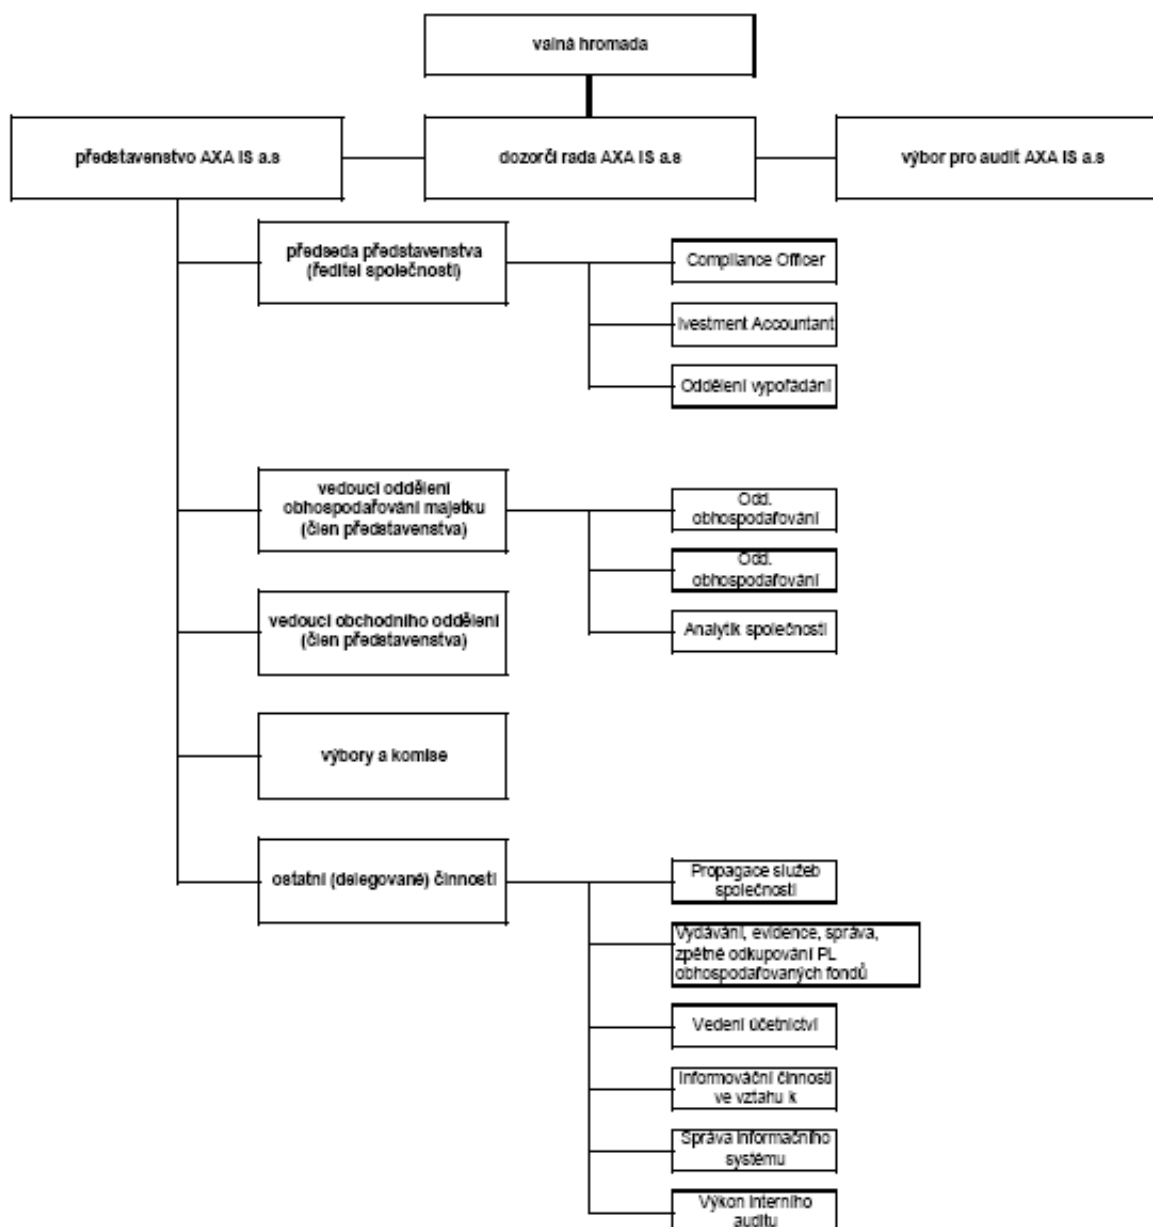 valná hromada
představenstvo AXA IS a.s
dozorčí rada AXA IS a.s
výbor pro audit AXA IS a.s
předseda představenstva
(ředitel společnosti)
Compliance Officer
Ivestment Accountant
Oddělení vypořádání
vedoucí oddělení
obhospodařování majetku
(člen představenstva)
Odd.
obhospodařování
Odd.
obhospodařování
Analytik společnosti
vedoucí obchodního oddělení
(člen představenstva)
výbory a komise
ostatní (delegované) činnosti
Propagace služeb
společnosti
Vydávání, evidence, správa,
zpětné odkupování PL
obhospodařovaných fondů
Vedení účetnictví
Informováční činnosti
ve vztahu k
Správa informačního
systému
Výkon interního
auditu